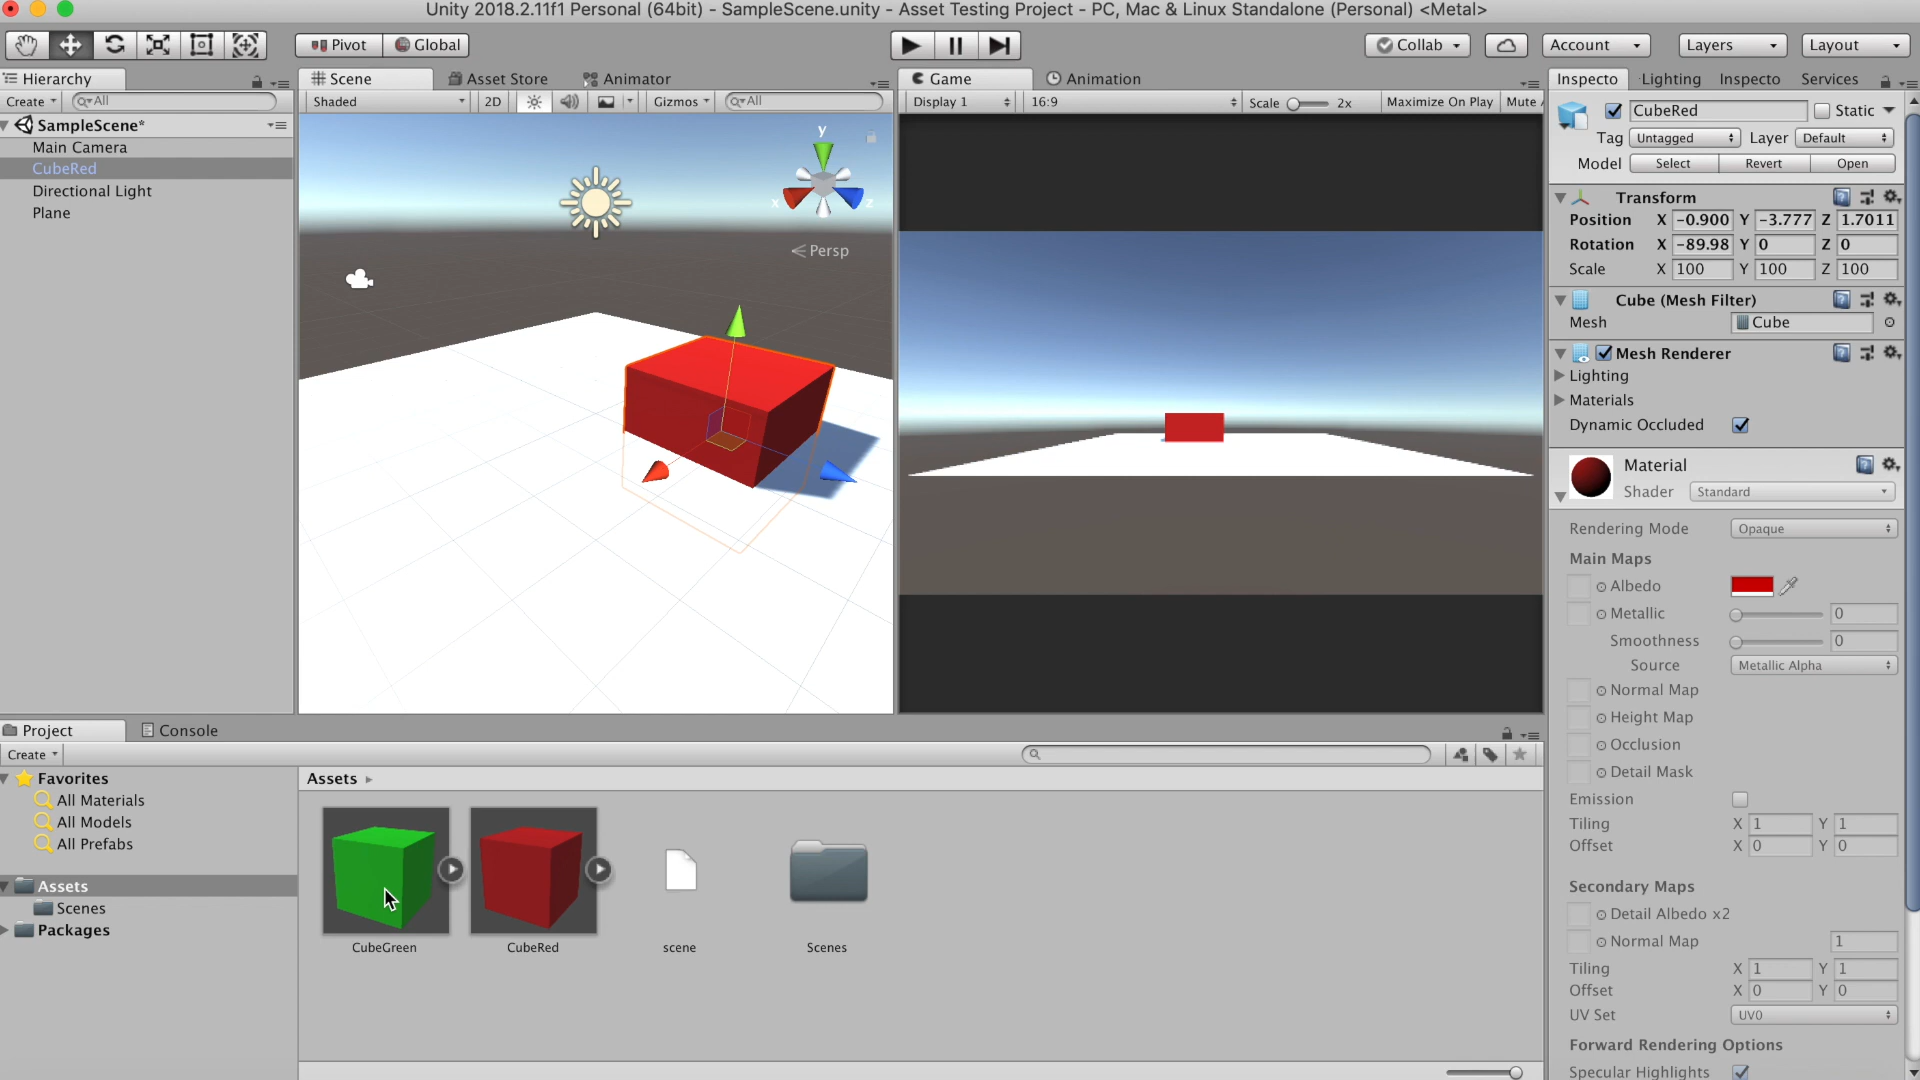 Unity 2018.2.11f1 Personal (64bit) - SampleScene.unity - Asset Testing Project - PC, Mac & Linux Standalone (Personal) <Metal>
Pivot Global Collab Account Layers Layout
Hierarchy
Create All
SampleScene*
Main Camera
CubeRed
Directional Light
Plane
Scene Asset Store Animator
Shaded 2D Gizmos All
y
x z
Persp
Game Animation
Display 1 16:9 Scale 2x Maximize On Play Mute
Inspecto Lighting Inspecto Services
CubeRed Static
Tag Untagged Layer Default
Model Select Revert Open
Transform
Position X -0.900 Y -3.777 Z 1.7011
Rotation X -89.98 Y 0 Z 0
Scale X 100 Y 100 Z 100
Cube (Mesh Filter)
Mesh Cube
Mesh Renderer
Lighting
Materials
Dynamic Occluded
Material
Shader Standard
Rendering Mode Opaque
Main Maps
Albedo
Metallic 0
Smoothness 0
Source Metallic Alpha
Normal Map
Height Map
Occlusion
Detail Mask
Emission
Tiling X 1 Y 1
Offset X 0 Y 0
Secondary Maps
Detail Albedo x2
Normal Map 1
Tiling X 1 Y 1
Offset X 0 Y 0
UV Set UV0
Forward Rendering Options
Specular Highlights
Project Console
Create
Favorites
All Materials
All Models
All Prefabs
Assets
Scenes
Packages
Assets
CubeGreen CubeRed scene Scenes